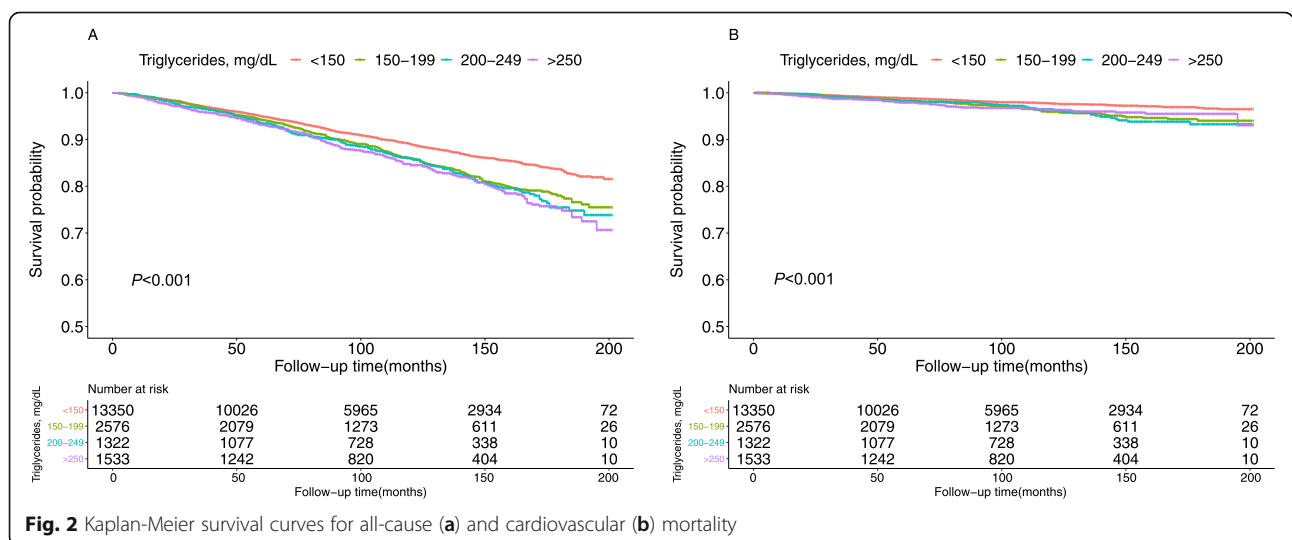 A
Triglycerides, mg/dL <150 150–199 200–249 >250
Survival probability
1.0
0.9
0.8
0.7
0.6
0.5
P<0.001
0 50 100 150 200
Follow–up time(months)
Number at risk
Triglycerides, mg/dL
<150 13350 10026 5965 2934 72
150–199 2576 2079 1273 611 26
200–249 1322 1077 728 338 10
>250 1533 1242 820 404 10
0 50 100 150 200
Follow–up time(months)
B
Triglycerides, mg/dL <150 150–199 200–249 >250
Survival probability
1.0
0.9
0.8
0.7
0.6
0.5
P<0.001
0 50 100 150 200
Follow–up time(months)
Number at risk
Triglycerides, mg/dL
<150 13350 10026 5965 2934 72
150–199 2576 2079 1273 611 26
200–249 1322 1077 728 338 10
>250 1533 1242 820 404 10
0 50 100 150 200
Follow–up time(months)
Fig. 2 Kaplan-Meier survival curves for all-cause (a) and cardiovascular (b) mortality